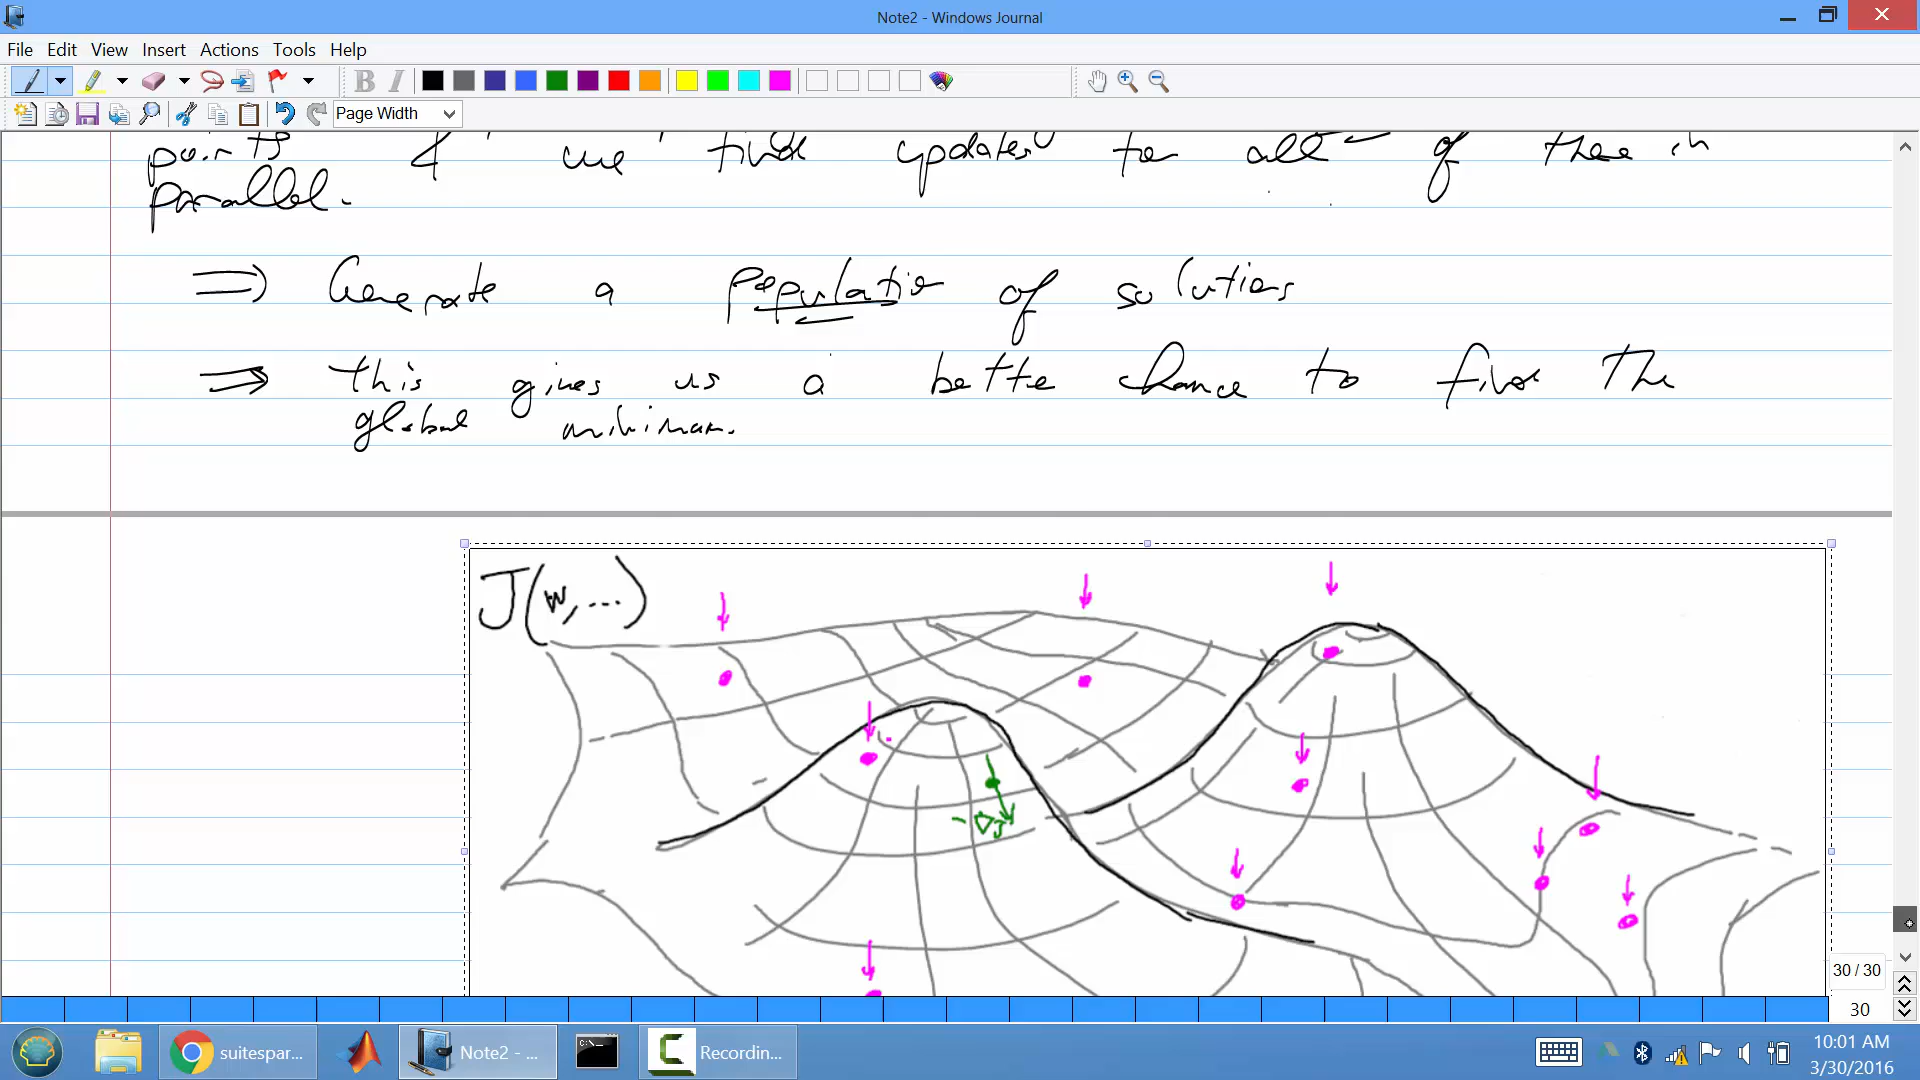 Note2 - Windows Journal
File Edit View Insert Actions Tools Help
B I
Page Width
points & we find updates for all of these in
parallel.
⇒ Generate a population of solutions
⇒ this gives us a better chance to find the
global minimum.
J(w, ...)
-∇J
30 / 30
30
suitespar...
Note2 - ...
C:\_
Recordin...
10:01 AM
3/30/2016